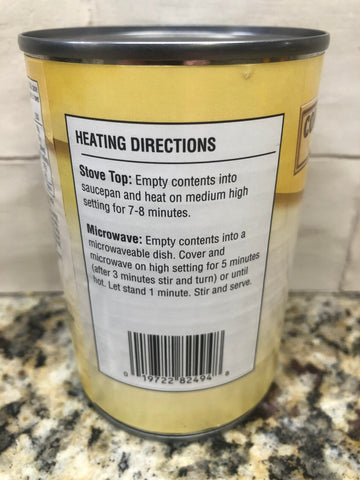 HEATING DIRECTIONS
Stove Top: Empty contents into
saucepan and heat on medium high
setting for 7-8 minutes.
Microwave: Empty contents into a
microwaveable dish. Cover and
microwave on high setting for 5 minutes
(after 3 minutes stir and turn) or until
hot. Let stand 1 minute. Stir and serve.
0 19722 82494 8
CO